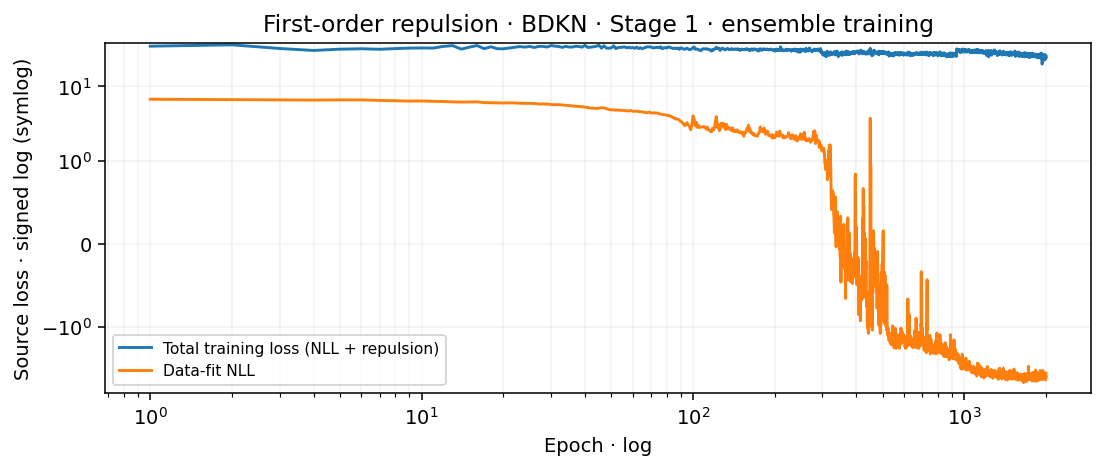 First-order repulsion · BDKN · Stage 1 · ensemble training
Source loss · signed log (symlog)
10¹
10⁰
0
−10⁰
Total training loss (NLL + repulsion)
Data-fit NLL
10⁰ 10¹ 10² 10³
Epoch · log